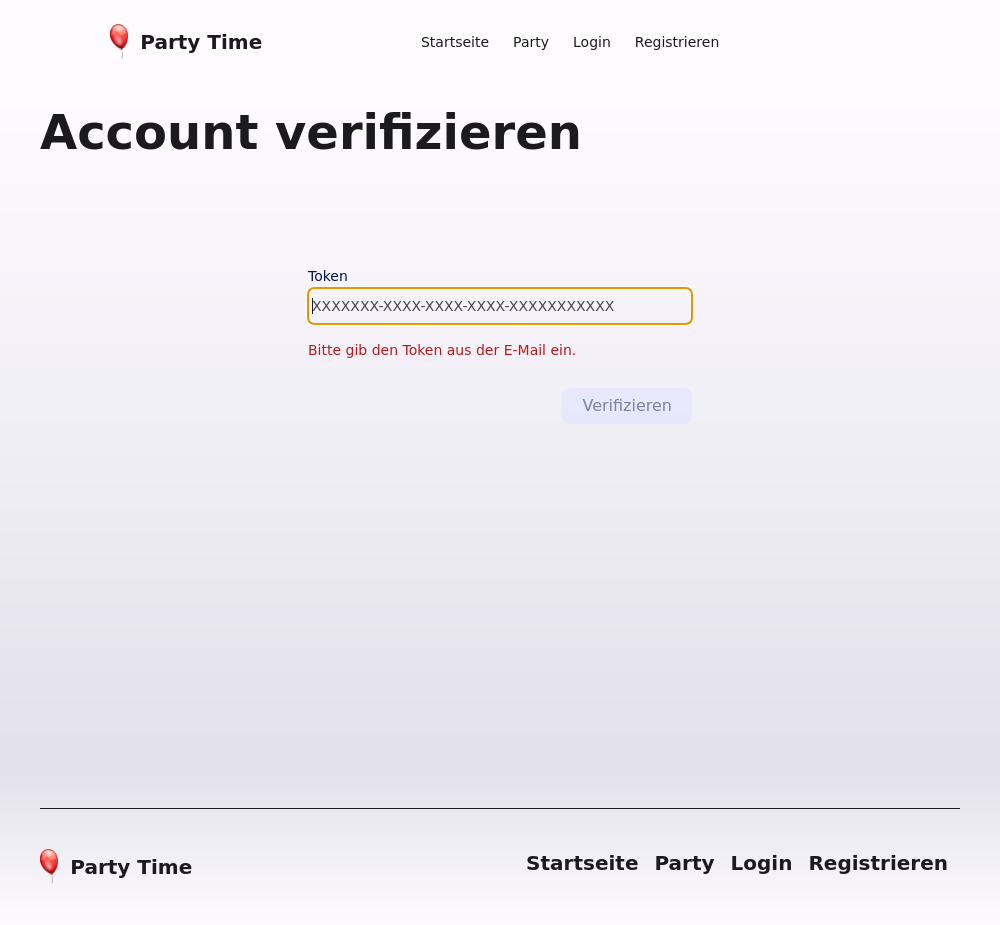 Party Time
Startseite Party Login Registrieren
Account verifizieren
Token
XXXXXXX-XXXX-XXXX-XXXX-XXXXXXXXXXX
Bitte gib den Token aus der E-Mail ein.
Verifizieren
Party Time
Startseite Party Login Registrieren